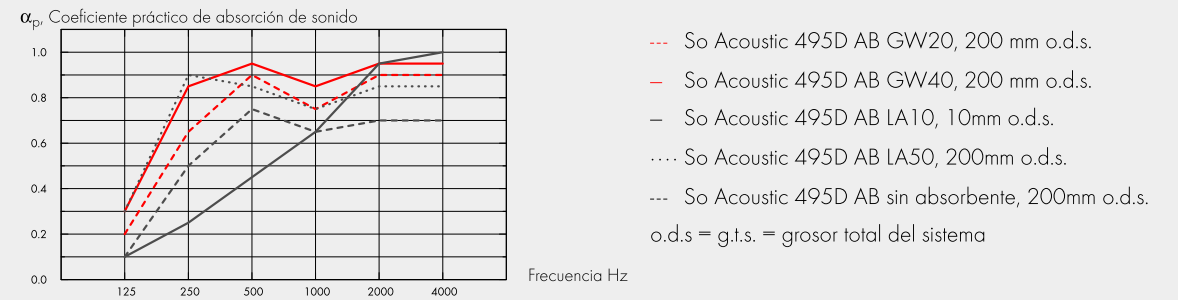 αp, Coeficiente práctico de absorción de sonido
1.0
0.8
0.6
0.4
0.2
0.0
125 250 500 1000 2000 4000
Frecuencia Hz
So Acoustic 495D AB GW20, 200 mm o.d.s.
So Acoustic 495D AB GW40, 200 mm o.d.s.
So Acoustic 495D AB LA10, 10mm o.d.s.
So Acoustic 495D AB LA50, 200mm o.d.s.
So Acoustic 495D AB sin absorbente, 200mm o.d.s.
o.d.s = g.t.s. = grosor total del sistema